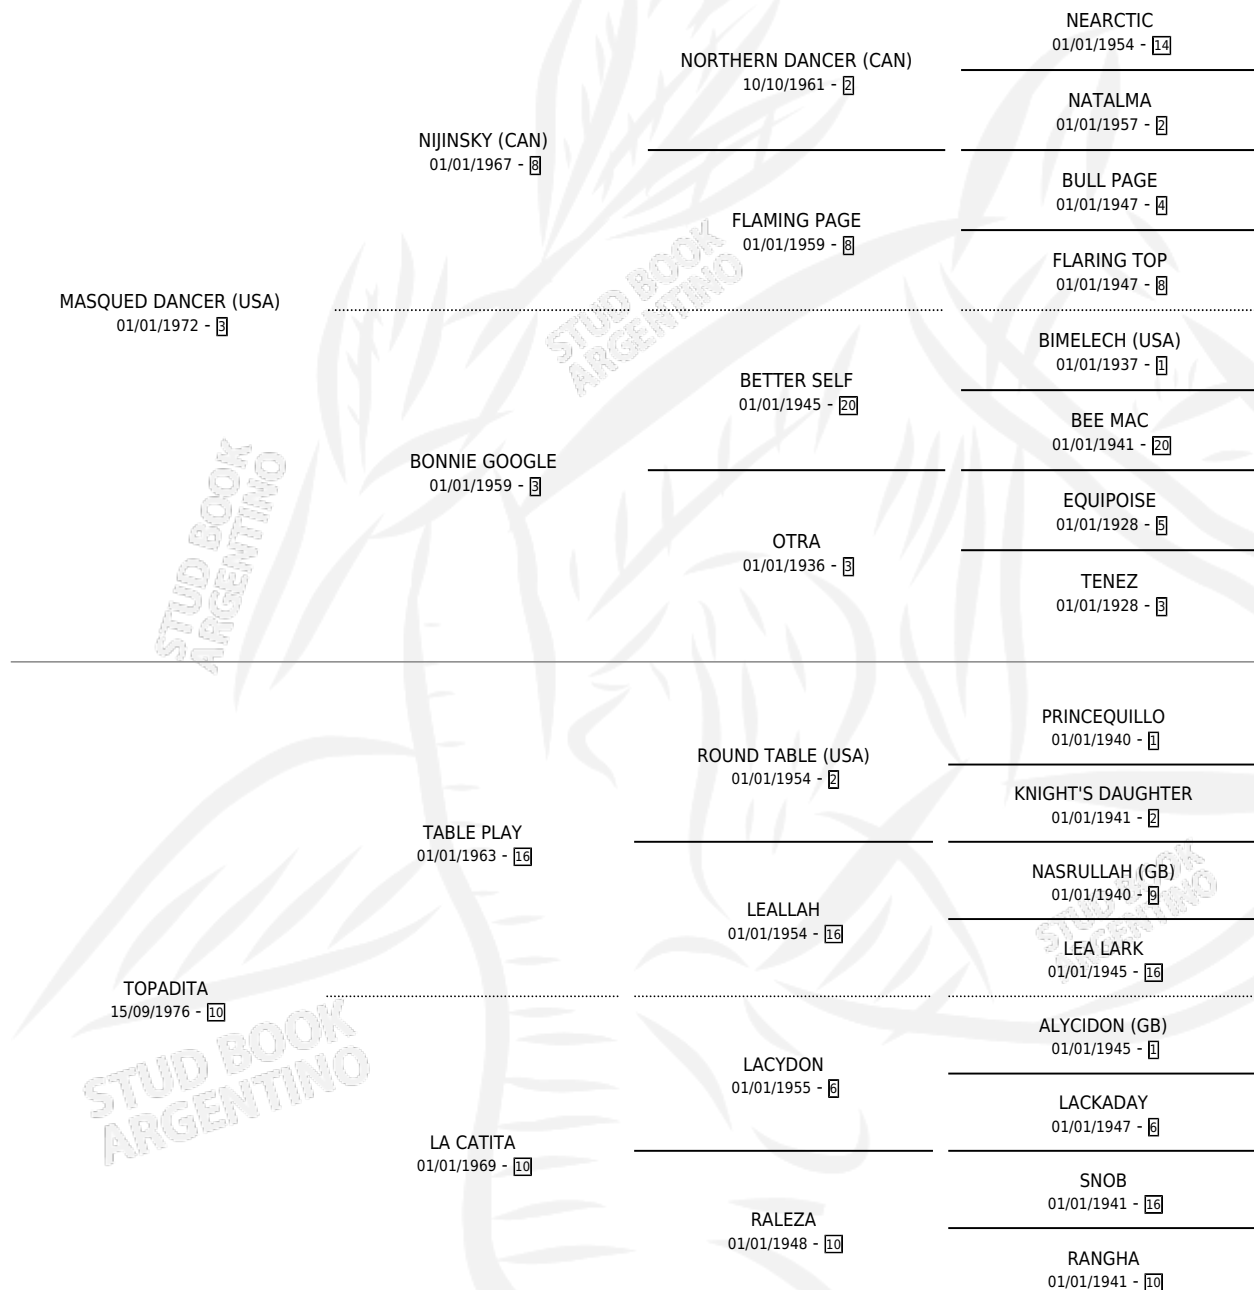 NEARCTIC
01/01/1954 - 14
NORTHERN DANCER (CAN)
10/10/1961 - 2
NATALMA
01/01/1957 - 2
NIJINSKY (CAN)
01/01/1967 - 8
BULL PAGE
01/01/1947 - 4
FLAMING PAGE
01/01/1959 - 8
FLARING TOP
01/01/1947 - 8
MASQUED DANCER (USA)
01/01/1972 - 3
STUD BOOK
ARGENTINO
BIMELECH (USA)
01/01/1937 - 1
BETTER SELF
01/01/1945 - 20
BEE MAC
01/01/1941 - 20
BONNIE GOOGLE
01/01/1959 - 3
EQUIPOISE
01/01/1928 - 5
OTRA
01/01/1936 - 3
TENEZ
01/01/1928 - 3
STUD BOOK
ARGENTINO
PRINCEQUILLO
01/01/1940 - 1
ROUND TABLE (USA)
01/01/1954 - 2
KNIGHT'S DAUGHTER
01/01/1941 - 2
TABLE PLAY
01/01/1963 - 16
NASRULLAH (GB)
01/01/1940 - 9
LEALLAH
01/01/1954 - 16
STUD BOOK
ARGENTINO
LEA LARK
01/01/1945 - 16
TOPADITA
15/09/1976 - 10
ALYCIDON (GB)
01/01/1945 - 1
LACYDON
01/01/1955 - 6
LACKADAY
01/01/1947 - 6
STUD BOOK
ARGENTINO
LA CATITA
01/01/1969 - 10
SNOB
01/01/1941 - 16
RALEZA
01/01/1948 - 10
RANGHA
01/01/1941 - 10